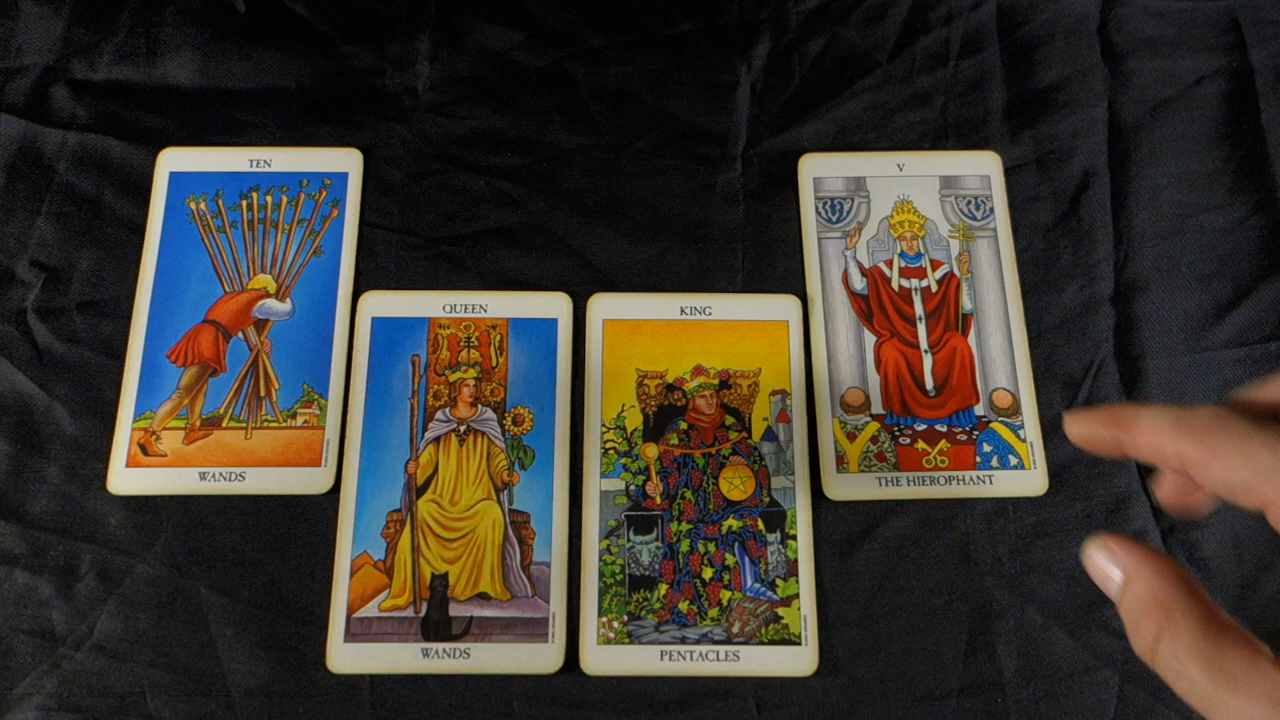 TEN
WANDS
QUEEN
WANDS
KING
PENTACLES
V
THE HIEROPHANT